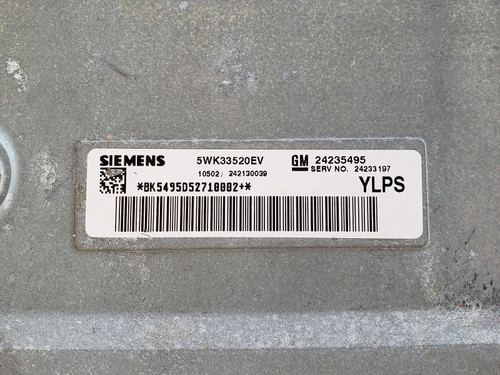 SIEMENS 5WK33520EV GM 24235495
10502/ 242130039 SERV NO. 24233197
*BK5495D52710002+* YLPS